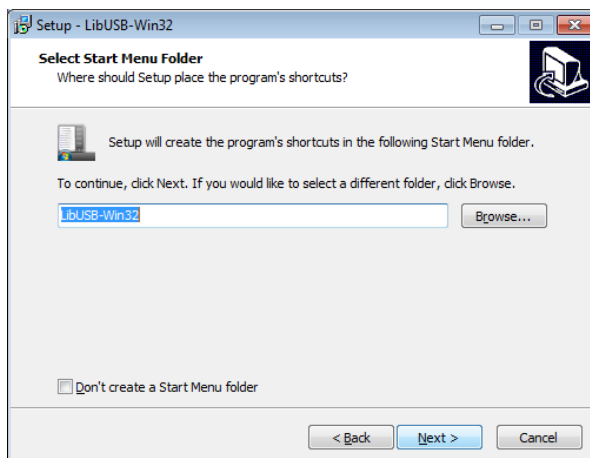 Setup - LibUSB-Win32
Select Start Menu Folder
Where should Setup place the program's shortcuts?
Setup will create the program's shortcuts in the following Start Menu folder.
To continue, click Next. If you would like to select a different folder, click Browse.
LibUSB-Win32
Browse...
Don't create a Start Menu folder
< Back
Next >
Cancel